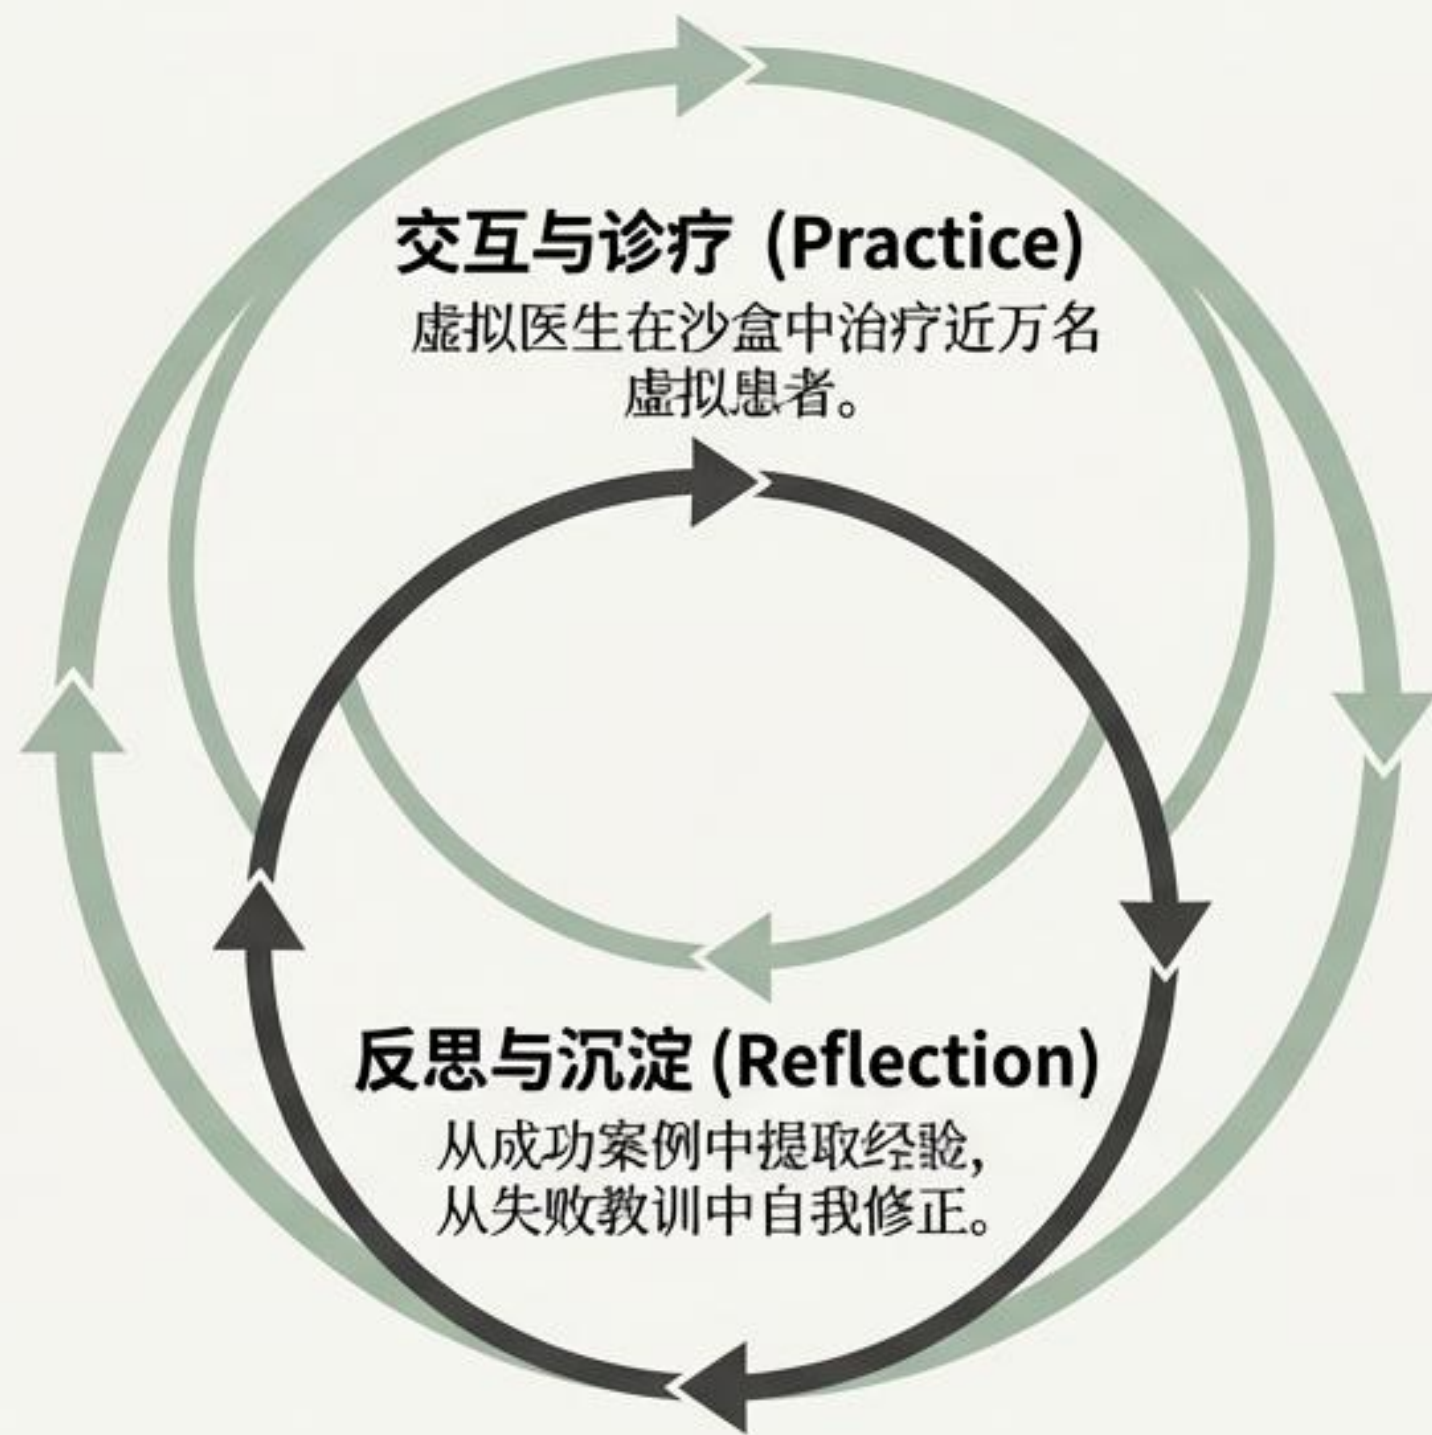 交互与诊疗 (Practice)
虚拟医生在沙盒中治疗近万名
虚拟患者。
反思与沉淀 (Reflection)
从成功案例中提取经验,
从失败教训中自我修正。